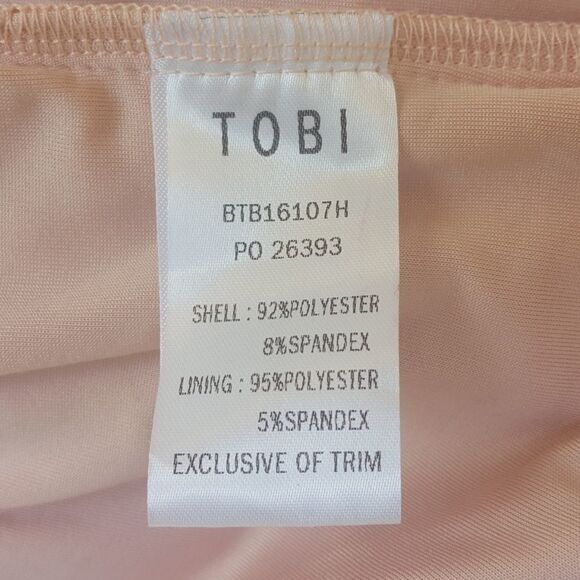 TOBI
BTB16107H
PO 26393
SHELL : 92%POLYESTER
8%SPANDEX
LINING : 95%POLYESTER
5%SPANDEX
EXCLUSIVE OF TRIM